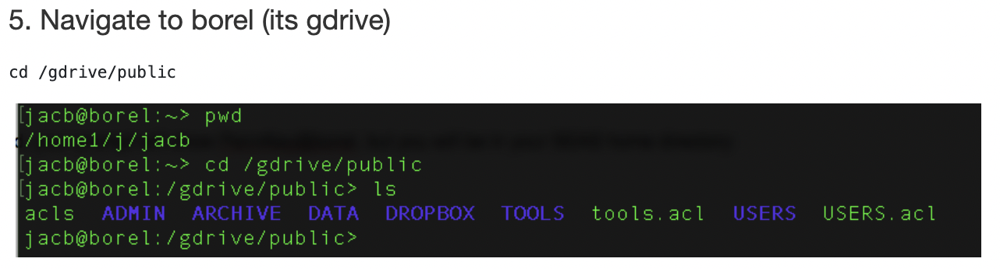 5. Navigate to borel (its gdrive)
cd /gdrive/public
[jacb@borel:~> pwd
/home1/j/jacb
[jacb@borel:~> cd /gdrive/public
[jacb@borel:/gdrive/public> ls
acls  ADMIN  ARCHIVE  DATA  DROPBOX  TOOLS  tools.acl  USERS  USERS.acl
jacb@borel:/gdrive/public>